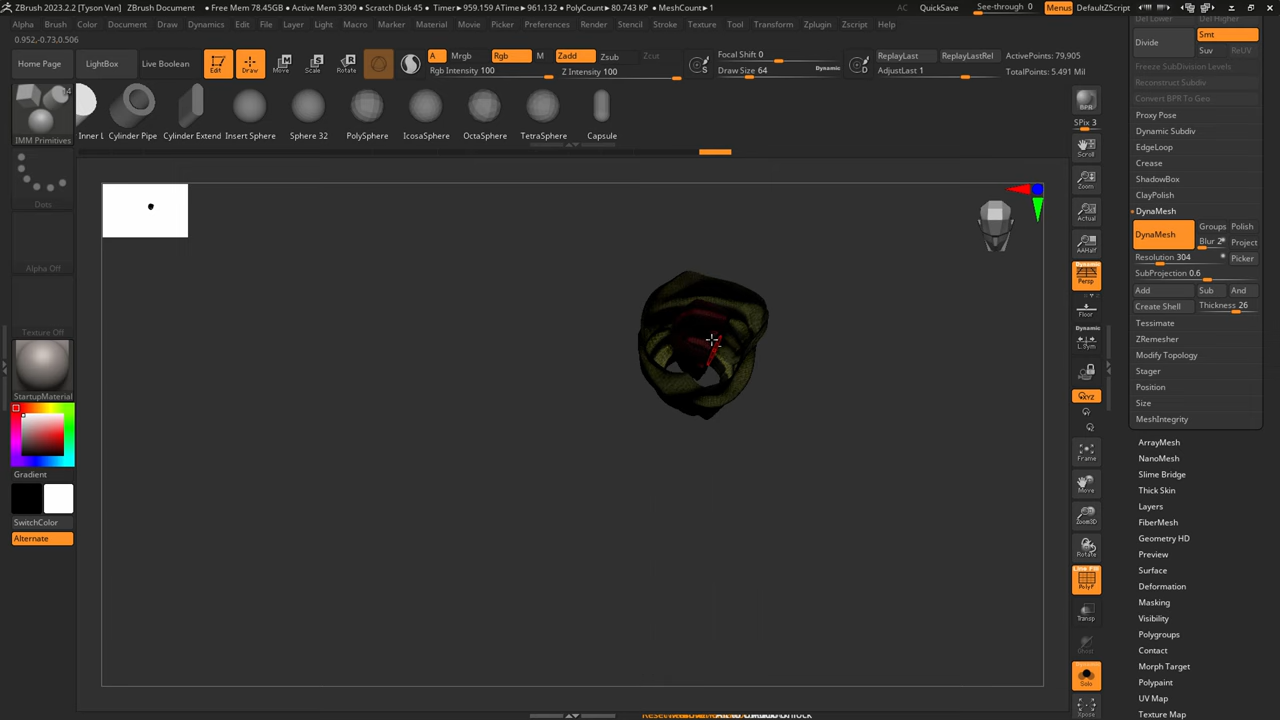 ZBrush 2023.2.2 [Tyson Van] ZBrush Document • Free Mem 78.45GB • Active Mem 3309 • Scratch Disk 45 • Timer▸959.159 ATime▸961.132 • PolyCount▸80.743 KP • MeshCount▸1 AC QuickSave See-through 0 Menus DefaultZScript
Alpha Brush Color Document Draw Dynamics Edit File Layer Light Macro Marker Material Movie Picker Preferences Render Stencil Stroke Texture Tool Transform Zplugin Zscript Help
0.952,-0.73,0.506
Home Page LightBox Live Boolean Edit Draw Move Scale Rotate
A Mrgb Rgb M Zadd Zsub Zcut
Rgb Intensity 100 Z Intensity 100
Focal Shift 0
Draw Size 64 Dynamic
S
D
ReplayLast ReplayLastRel
AdjustLast 1
ActivePoints: 79,905
TotalPoints: 5.491 Mil
14
IMM Primitives
Inner L Cylinder Pipe Cylinder Extend Insert Sphere Sphere 32 PolySphere IcosaSphere OctaSphere TetraSphere Capsule
Dots
Alpha Off
Texture Off
StartupMaterial
Gradient
SwitchColor
Alternate
BPR
SPix 3
Scroll
Zoom
Actual
AAHalf
Dynamic
Persp
Floor
Dynamic
L.Sym
XYZ
Frame
Move
Zoom3D
Rotate
Line Fill
PolyF
Transp
Ghost
Dynamic
Solo
Xpose
Del Lower Del Higher
Divide Smt
Suv ReUV
Freeze SubDivision Levels
Reconstruct Subdiv
Convert BPR To Geo
Proxy Pose
Dynamic Subdiv
EdgeLoop
Crease
ShadowBox
ClayPolish
DynaMesh
DynaMesh Groups Polish
Blur 2 Project
Resolution 304 Picker
SubProjection 0.6
Add Sub And
Create Shell Thickness 26
Tessimate
ZRemesher
Modify Topology
Stager
Position
Size
MeshIntegrity
ArrayMesh
NanoMesh
Slime Bridge
Thick Skin
Layers
FiberMesh
Geometry HD
Preview
Surface
Deformation
Masking
Visibility
Polygroups
Contact
Morph Target
Polypaint
UV Map
Texture Map